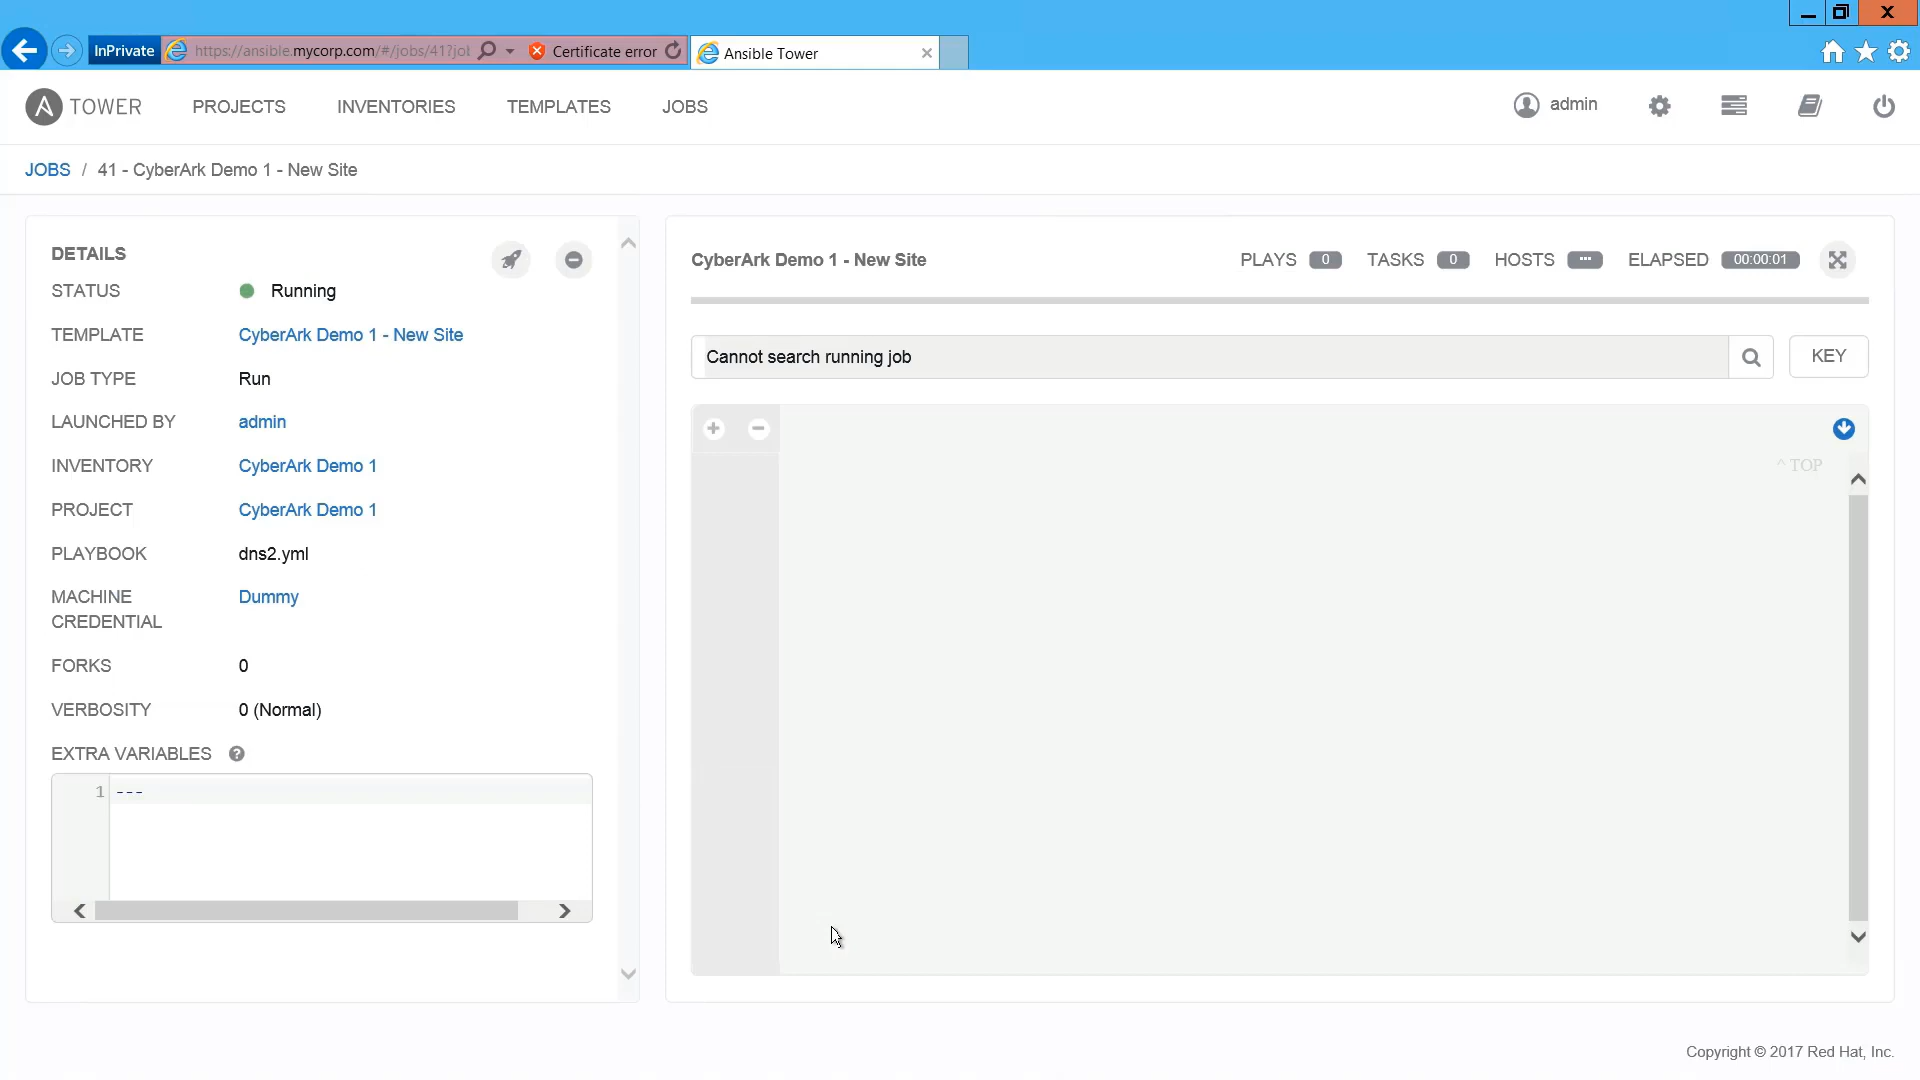 InPrivate https://ansible.mycorp.com/#/jobs/41?jol Certificate error Ansible Tower
TOWER PROJECTS INVENTORIES TEMPLATES JOBS admin
JOBS / 41 - CyberArk Demo 1 - New Site
DETAILS
STATUS Running
TEMPLATE CyberArk Demo 1 - New Site
JOB TYPE Run
LAUNCHED BY admin
INVENTORY CyberArk Demo 1
PROJECT CyberArk Demo 1
PLAYBOOK dns2.yml
MACHINE CREDENTIAL Dummy
FORKS 0
VERBOSITY 0 (Normal)
EXTRA VARIABLES ?
1 ---
CyberArk Demo 1 - New Site PLAYS 0 TASKS 0 HOSTS ... ELAPSED 00:00:01
Cannot search running job KEY
^ TOP
Copyright © 2017 Red Hat, Inc.